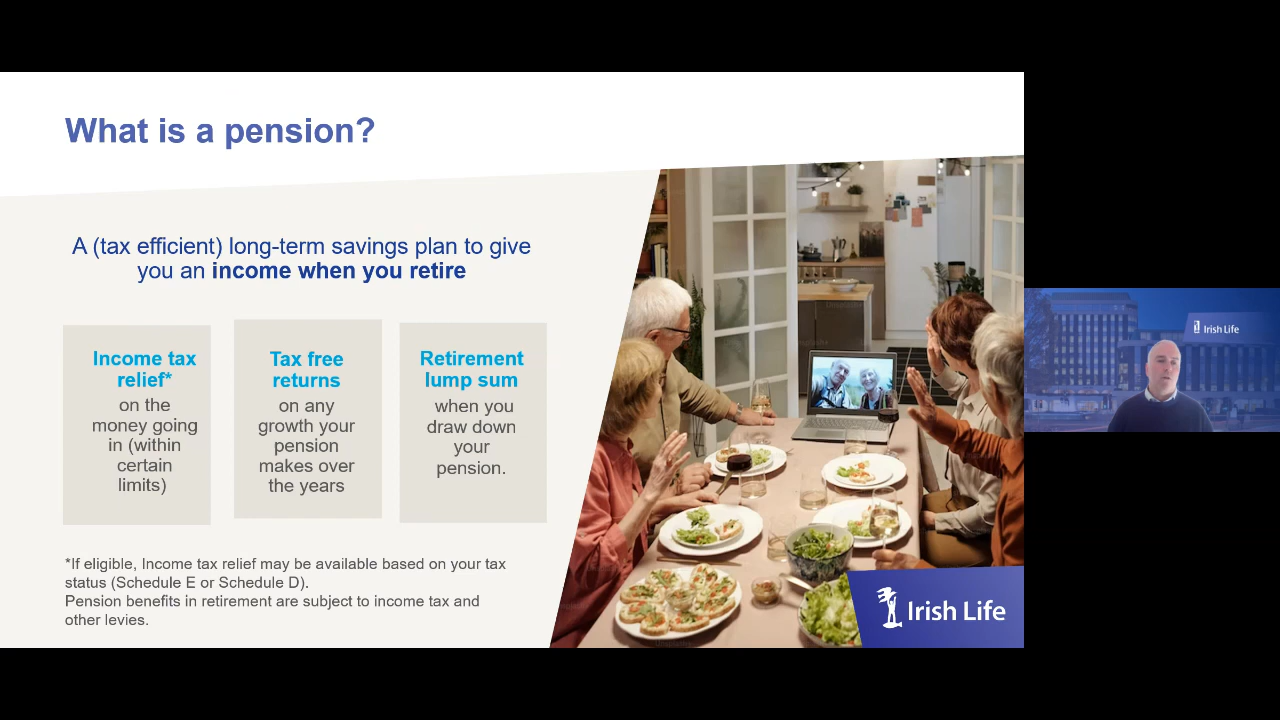 What is a pension?
A (tax efficient) long-term savings plan to give
you an income when you retire
Income tax
relief*
on the
money going
in (within
certain
limits)
Tax free
returns
on any
growth your
pension
makes over
the years
Retirement
lump sum
when you
draw down
your
pension.
*If eligible, Income tax relief may be available based on your tax
status (Schedule E or Schedule D).
Pension benefits in retirement are subject to income tax and
other levies.
Irish Life
Irish Life